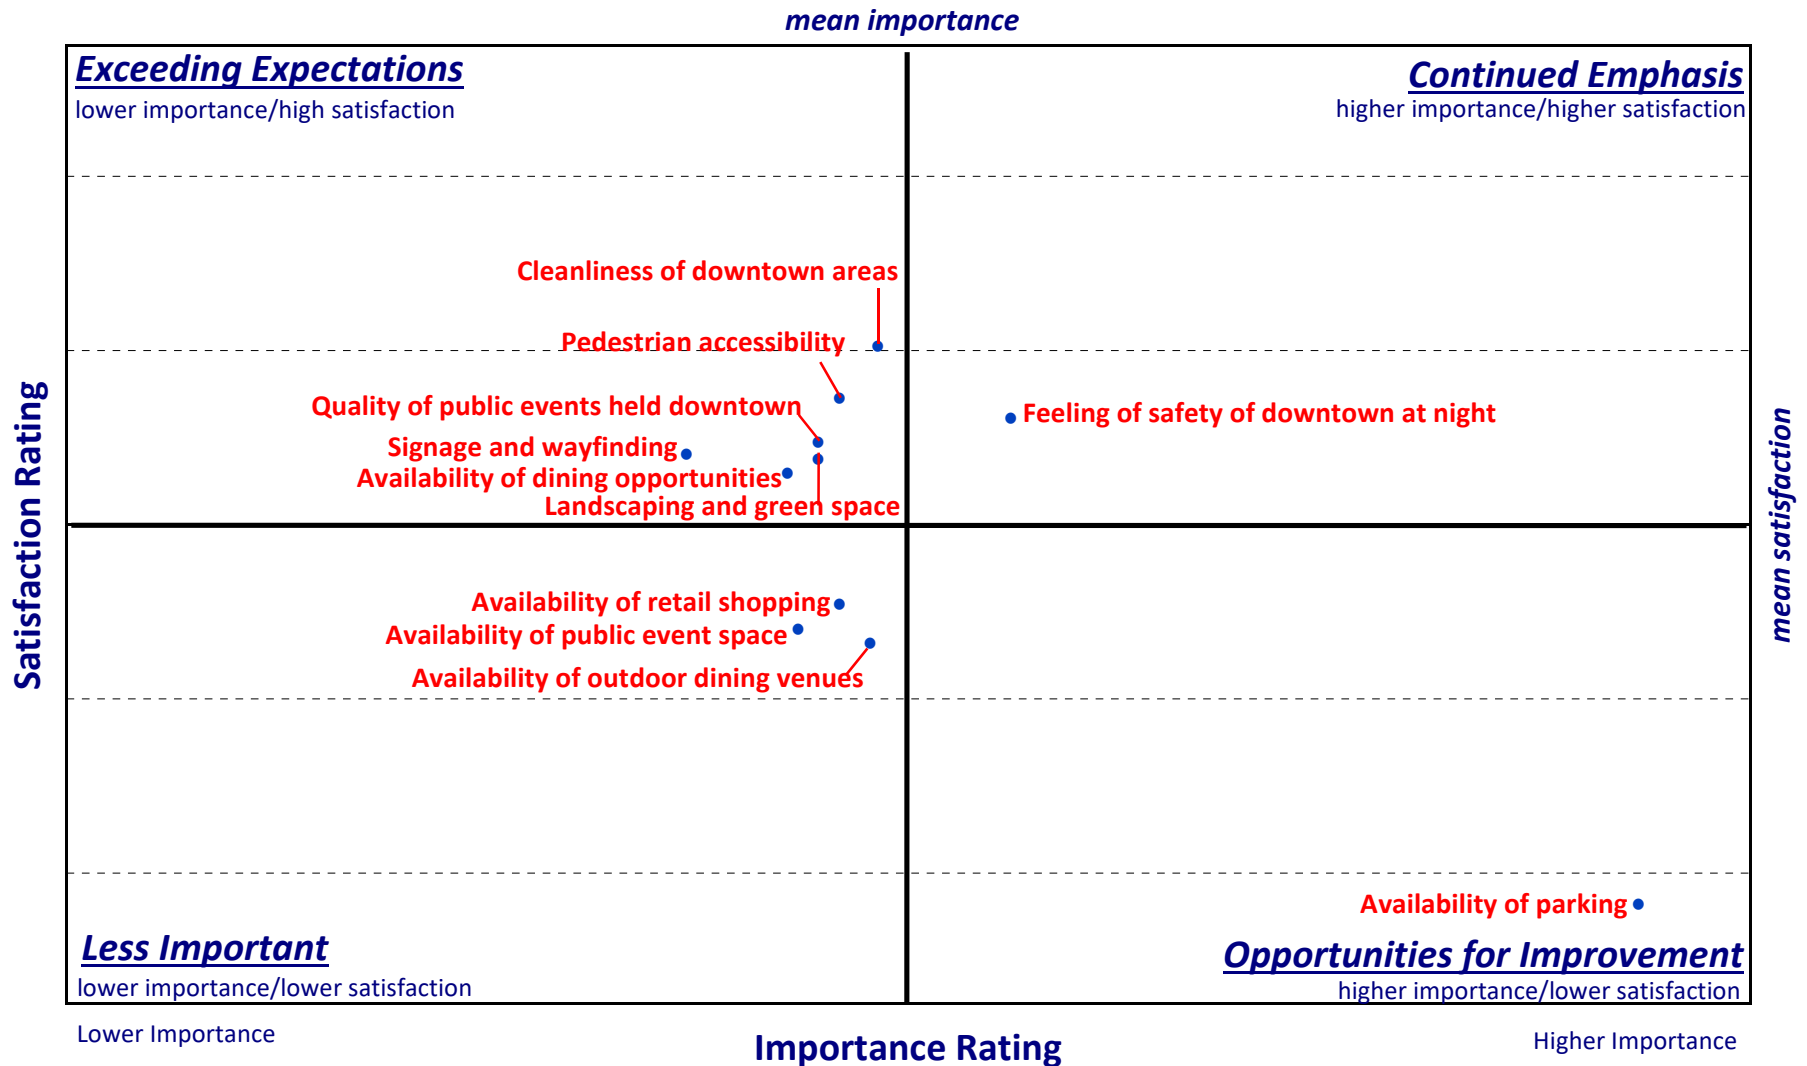 mean importance
Exceeding Expectations
lower importance/high satisfaction
Continued Emphasis
higher importance/higher satisfaction
Cleanliness of downtown areas
Pedestrian accessibility
Quality of public events held downtown
Feeling of safety of downtown at night
Signage and wayfinding
Availability of dining opportunities
Landscaping and green space
Satisfaction Rating
mean satisfaction
Availability of retail shopping
Availability of public event space
Availability of outdoor dining venues
Availability of parking
Less Important
lower importance/lower satisfaction
Opportunities for Improvement
higher importance/lower satisfaction
Lower Importance
Importance Rating
Higher Importance